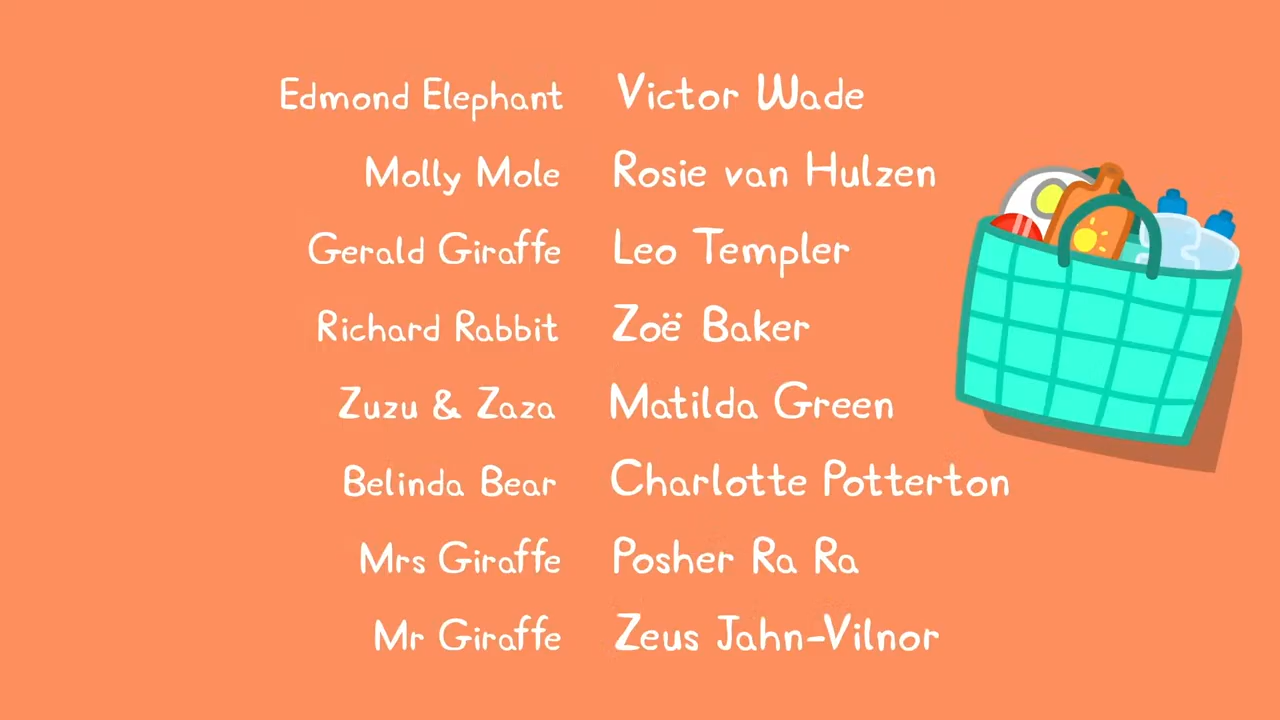 Edmond Elephant Victor Wade
Molly Mole Rosie van Hulzen
Gerald Giraffe Leo Templer
Richard Rabbit Zoë Baker
Zuzu & Zaza Matilda Green
Belinda Bear Charlotte Potterton
Mrs Giraffe Posher Ra Ra
Mr Giraffe Zeus Jahn-Vilnor